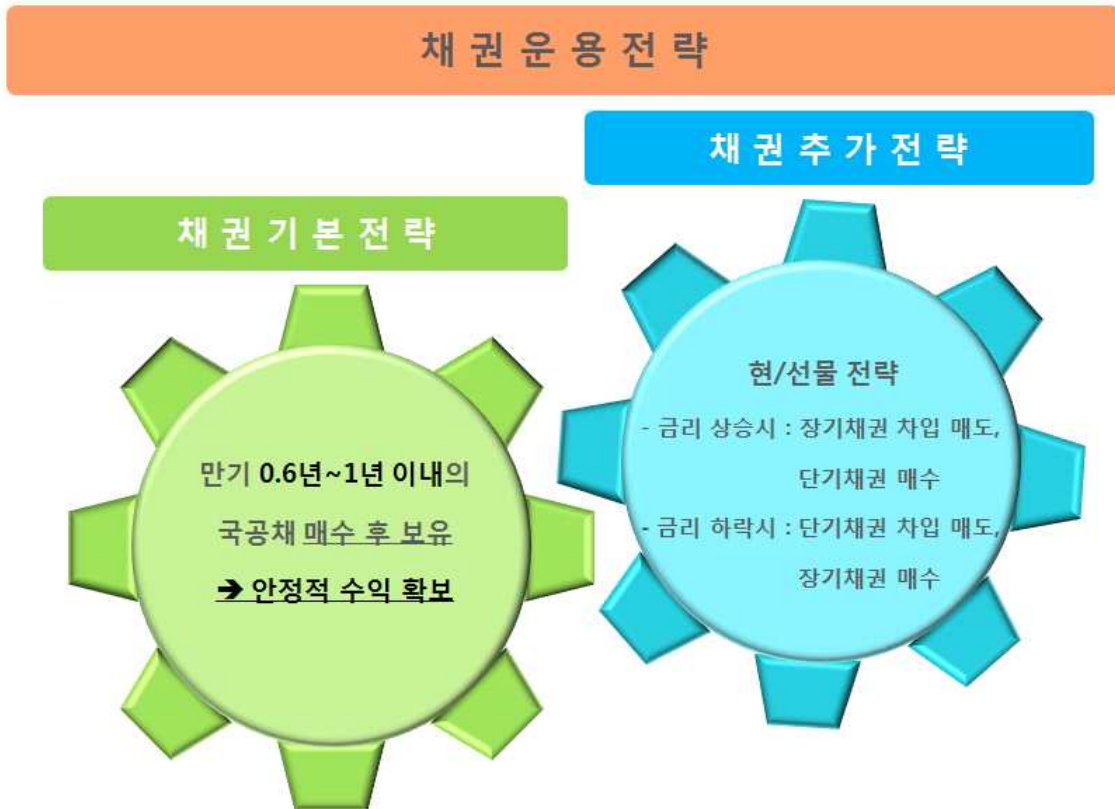 채권운용전략
채권기본전략
만기 0.6년~1년 이내의
국공채 매수 후 보유
➔ 안정적 수익 확보
채권추가전략
현/선물 전략
- 금리 상승시 : 장기채권 차입 매도,
단기채권 매수
- 금리 하락시 : 단기채권 차입 매도,
장기채권 매수